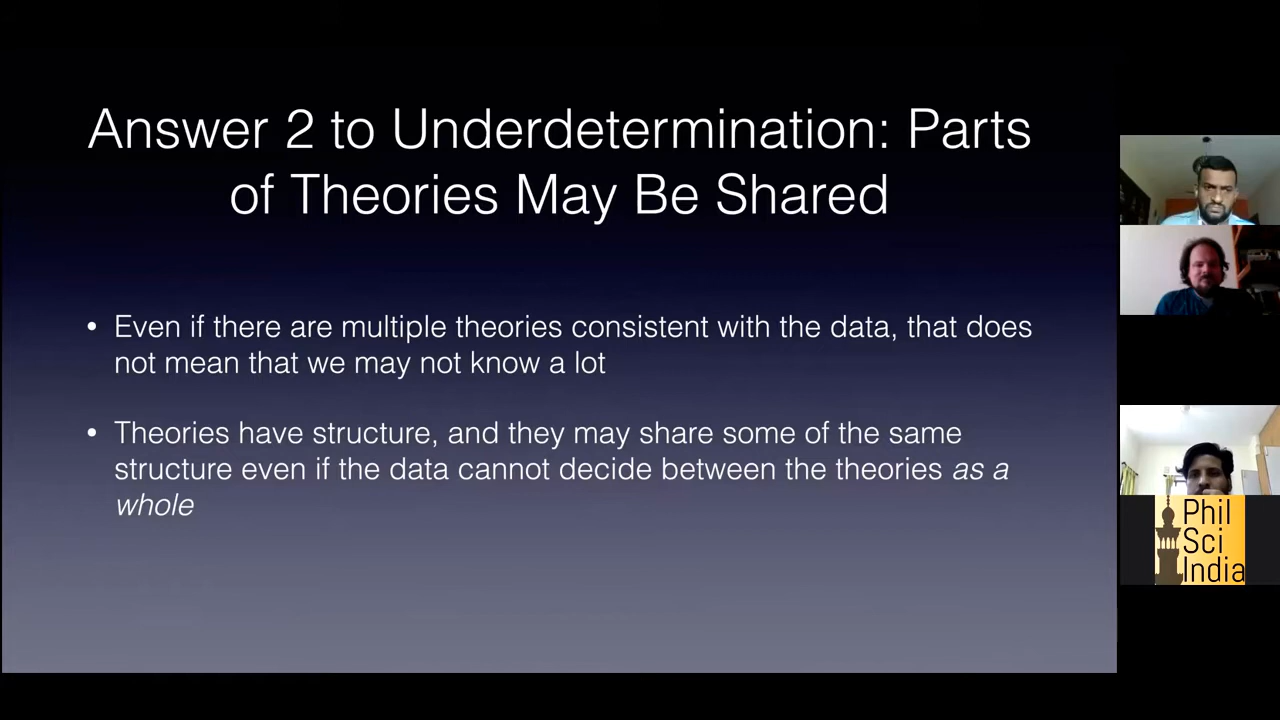 Answer 2 to Underdetermination: Parts
of Theories May Be Shared
• Even if there are multiple theories consistent with the data, that does
not mean that we may not know a lot
• Theories have structure, and they may share some of the same
structure even if the data cannot decide between the theories as a
whole
Phil
Sci
India